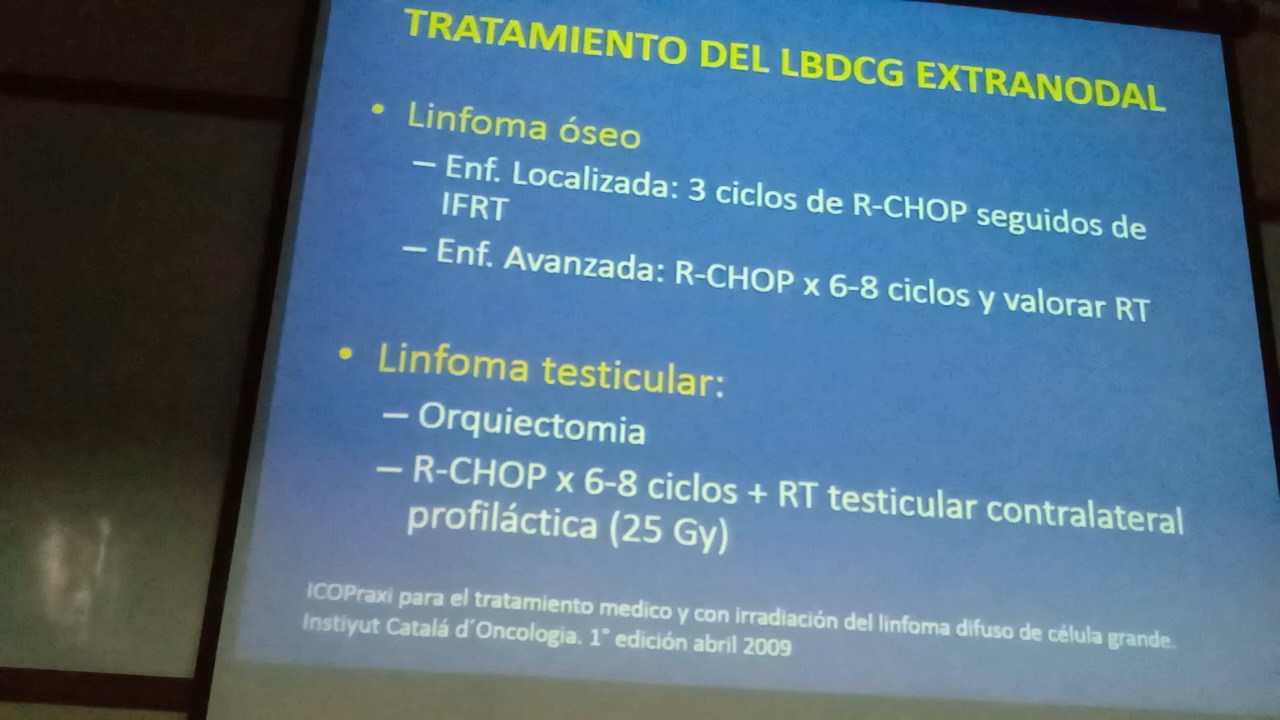 TRATAMIENTO DEL LBDCG EXTRANODAL
• Linfoma óseo
– Enf. Localizada: 3 ciclos de R-CHOP seguidos de
IFRT
– Enf. Avanzada: R-CHOP x 6-8 ciclos y valorar RT
• Linfoma testicular:
– Orquiectomia
– R-CHOP x 6-8 ciclos + RT testicular contralateral
profiláctica (25 Gy)
ICOPraxi para el tratamiento medico y con irradiación del linfoma difuso de célula grande.
Instiyut Catalá d´Oncologia. 1° edición abril 2009